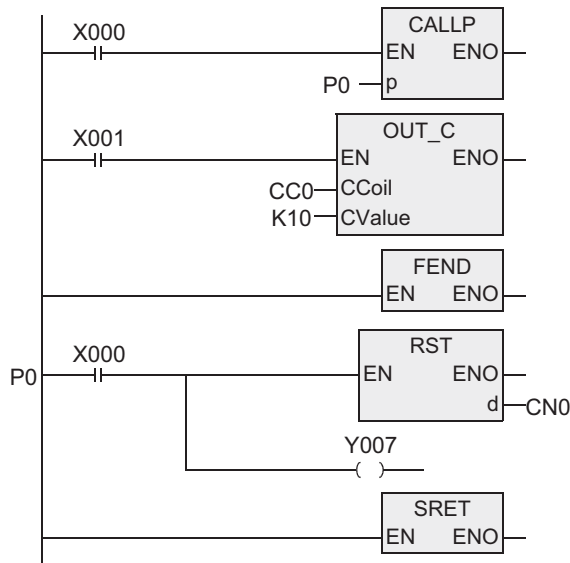 X000
CALLP
EN ENO
P0 p
X001
OUT_C
EN ENO
CC0 CCoil
K10 CValue
FEND
EN ENO
P0
X000
RST
EN ENO
d CN0
Y007
SRET
EN ENO